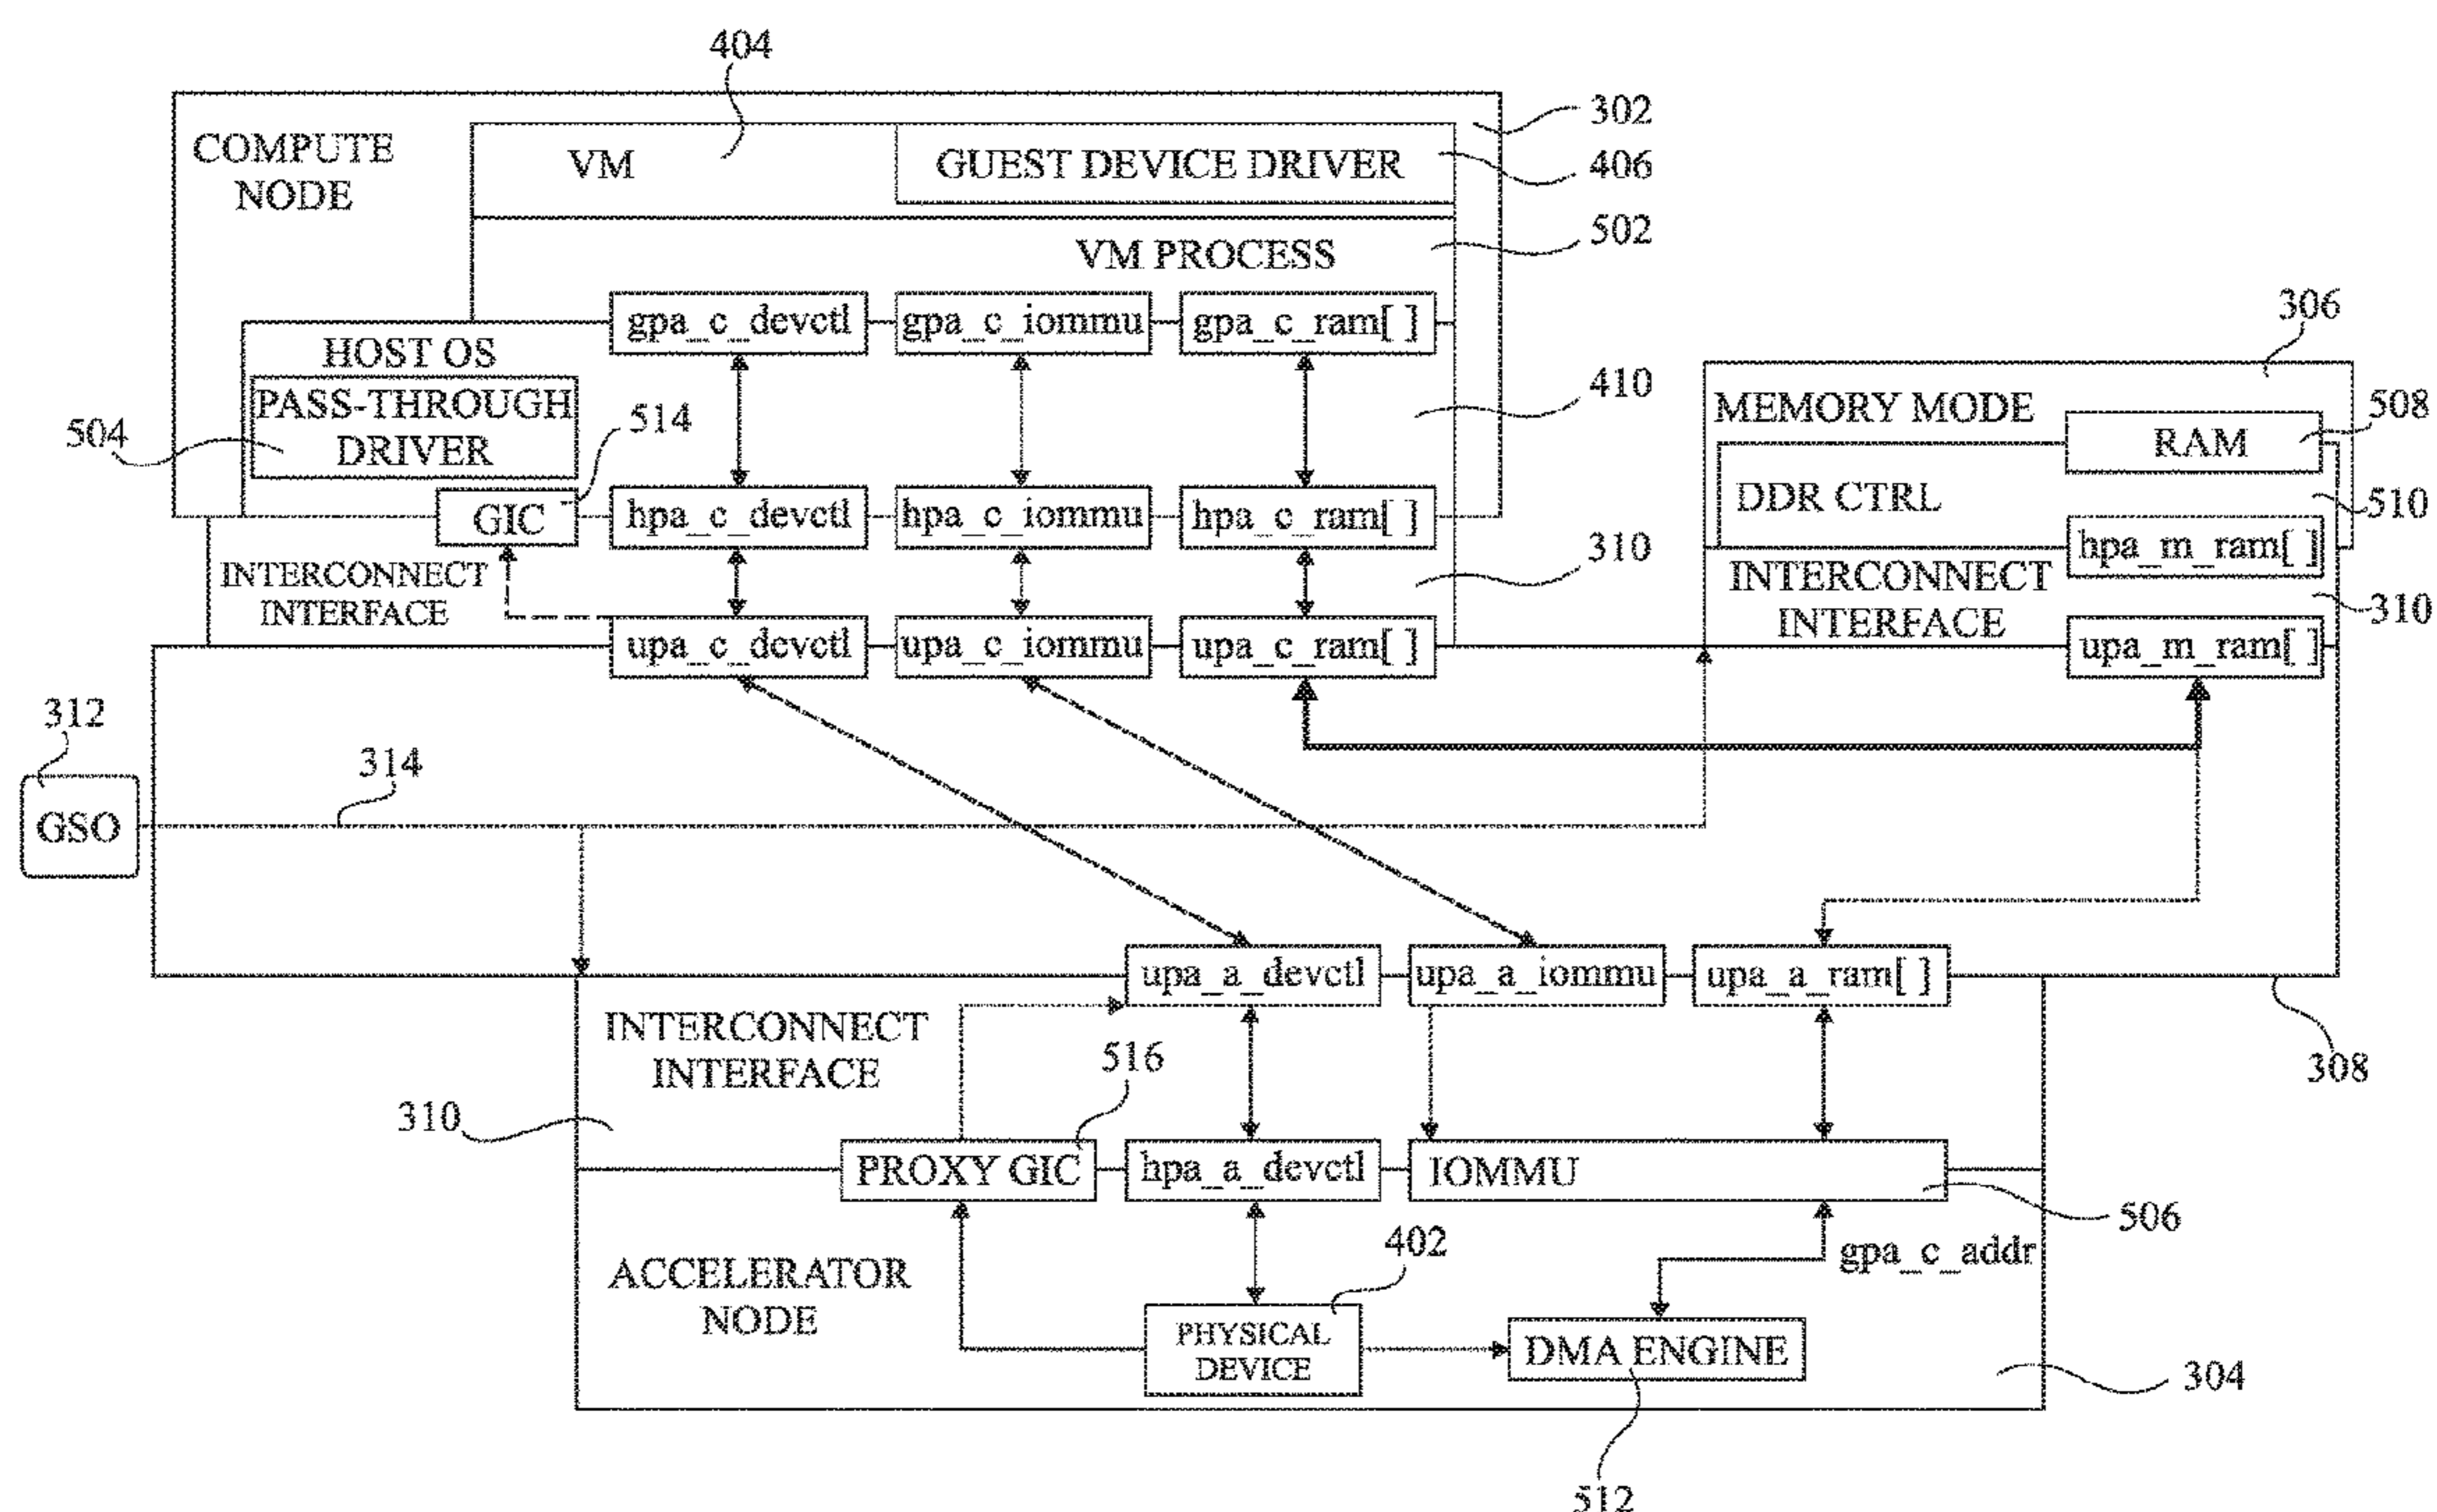 404
302
COMPUTE
NODE
VM
GUEST DEVICE DRIVER
406
502
VM PROCESS
gpa_c_devctl
gpa_c_iommu
gpa_c_ram[ ]
306
HOST OS
410
PASS-THROUGH
DRIVER
504
514
MEMORY MODE
508
RAM
GIC
hpa_c_devctl
hpa_c_iommu
hpa_c_ram[ ]
DDR CTRL
510
hpa_m_ram[ ]
INTERCONNECT
INTERFACE
310
INTERCONNECT
INTERFACE
310
upa_c_devctl
upa_c_iommu
upa_c_ram[ ]
upa_m_ram[ ]
312
314
GSO
upa_a_devctl
upa_a_iommu
upa_a_ram[ ]
INTERCONNECT
INTERFACE
516
308
310
PROXY GIC
hpa_a_devctl
IOMMU
506
402
gpa_c_addr
ACCELERATOR
NODE
PHYSICAL
DEVICE
DMA ENGINE
304
512